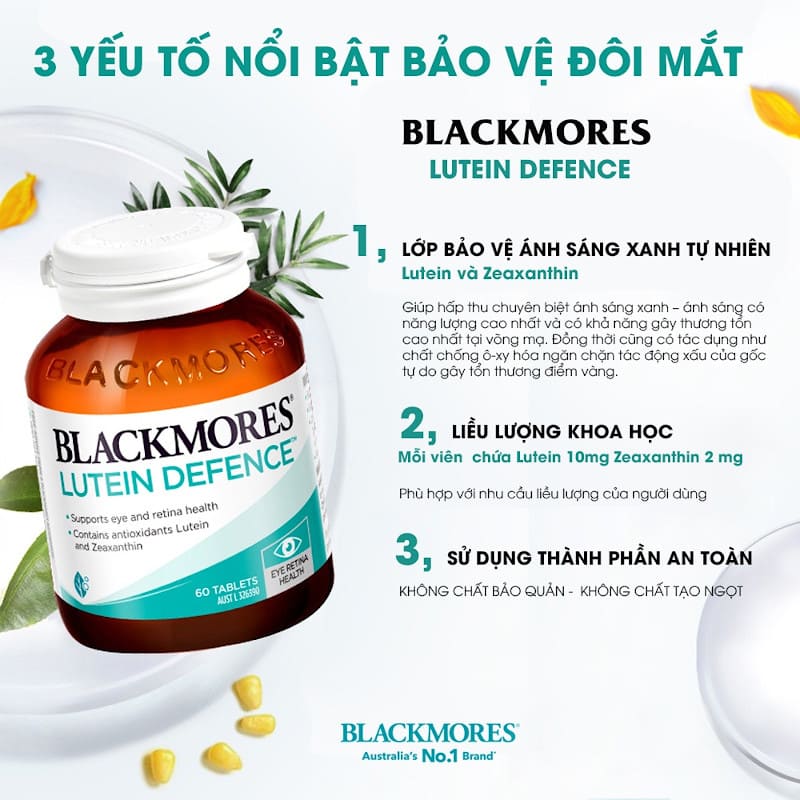 3 YẾU TỐ NỔI BẬT BẢO VỆ ĐÔI MẮT
BLACKMORES
LUTEIN DEFENCE
1, LỚP BẢO VỆ ÁNH SÁNG XANH TỰ NHIÊN
Lutein và Zeaxanthin
Giúp hấp thu chuyên biệt ánh sáng xanh – ánh sáng có
năng lượng cao nhất và có khả năng gây thương tổn
cao nhất tại võng mạ. Đồng thời cũng có tác dụng như
chất chống ô-xy hóa ngăn chặn tác động xấu của gốc
tự do gây tổn thương điểm vàng.
2, LIỀU LƯỢNG KHOA HỌC
Mỗi viên chứa Lutein 10mg Zeaxanthin 2 mg
Phù hợp với nhu cầu liều lượng của người dùng
3, SỬ DỤNG THÀNH PHẦN AN TOÀN
KHÔNG CHẤT BẢO QUẢN - KHÔNG CHẤT TẠO NGỌT
BLACKMORES
BLACKMORES®
LUTEIN DEFENCE™
• Supports eye and retina health
• Contains antioxidants Lutein
and Zeaxanthin
EYE RETINA
HEALTH
60 TABLETS
AUST L 326390
BLACKMORES®
Australia's No.1 Brand*